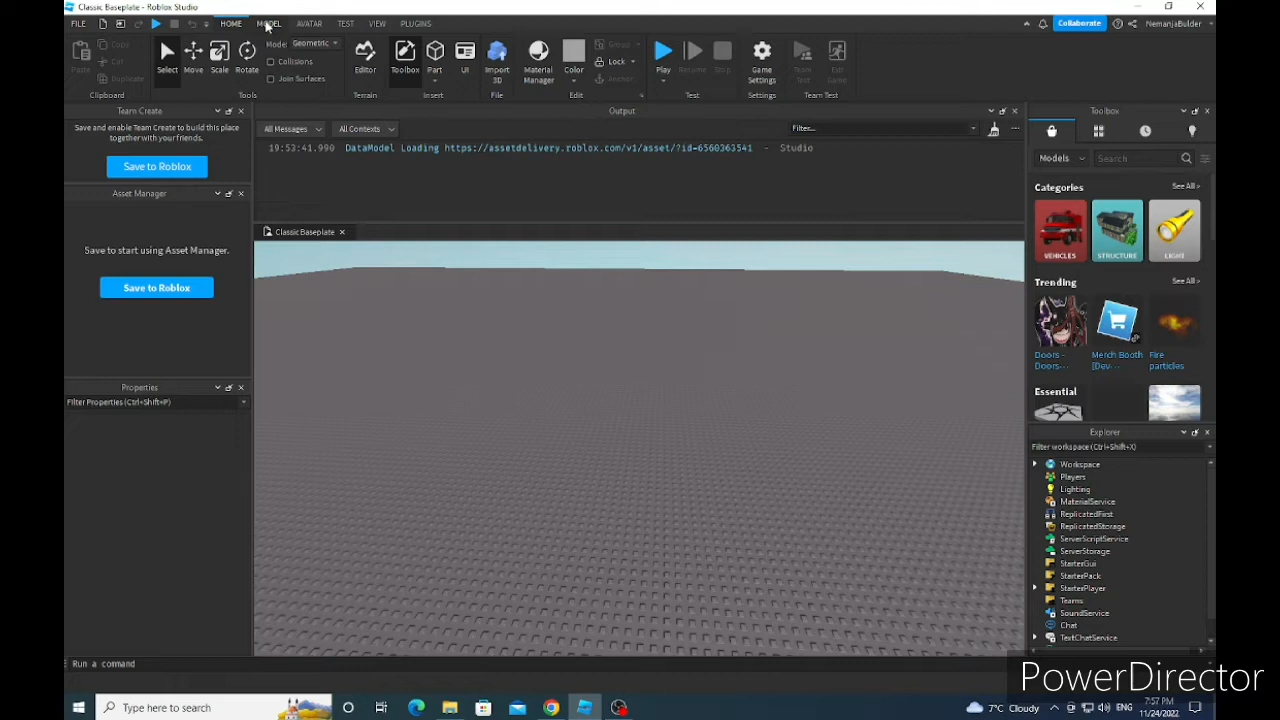 Classic Baseplate - Roblox Studio
FILE HOME MODEL AVATAR TEST VIEW PLUGINS Collaborate NemanjaBulder
Paste Copy Cut Duplicate Select Move Scale Rotate Mode: Geometric Collisions Join Surfaces Editor Toolbox Part UI Import 3D Material Manager Color Group Lock Anchor Play Resume Stop Game Settings Team Test Exit Game
Clipboard Tools Terrain Insert File Edit Test Settings Team Test
Team Create
Save and enable Team Create to build this place
together with your friends.
Save to Roblox
Asset Manager
Save to start using Asset Manager.
Save to Roblox
Properties
Filter Properties (Ctrl+Shift+P)
Output
All Messages All Contexts Filter...
19:53:41.990 DataModel Loading https://assetdelivery.roblox.com/v1/asset/?id=6560363541 - Studio
Classic Baseplate
Toolbox
Models Search
Categories See All >
VEHICLES STRUCTURE LIGHT
Trending See All >
Doors - Doors... Merch Booth [Dev... Fire particles
Essential
Explorer
Filter workspace (Ctrl+Shift+X)
Workspace
Players
Lighting
MaterialService
ReplicatedFirst
ReplicatedStorage
ServerScriptService
ServerStorage
StarterGui
StarterPack
StarterPlayer
Teams
SoundService
Chat
TextChatService
Run a command
PowerDirector
Type here to search
7°C Cloudy
7:57 PM
11/24/2022